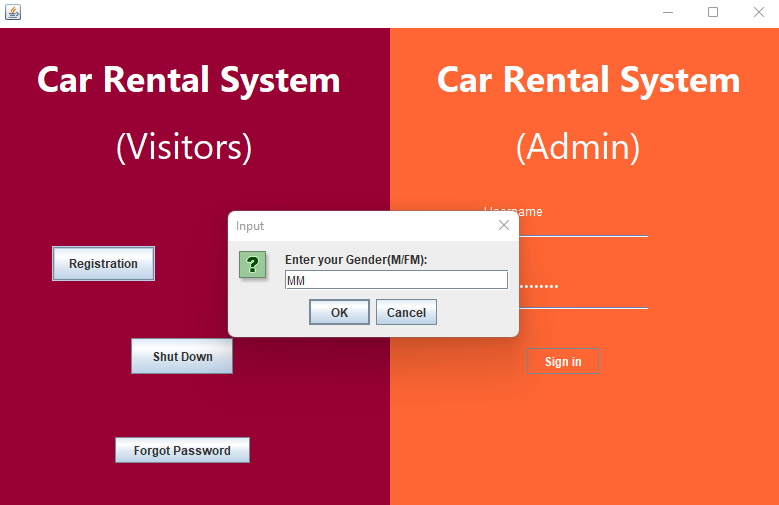 Car Rental System
(Visitors)
Registration
Shut Down
Forgot Password
Car Rental System
(Admin)
Username
Sign in
Input
?
Enter your Gender(M/FM):
MM
OK
Cancel